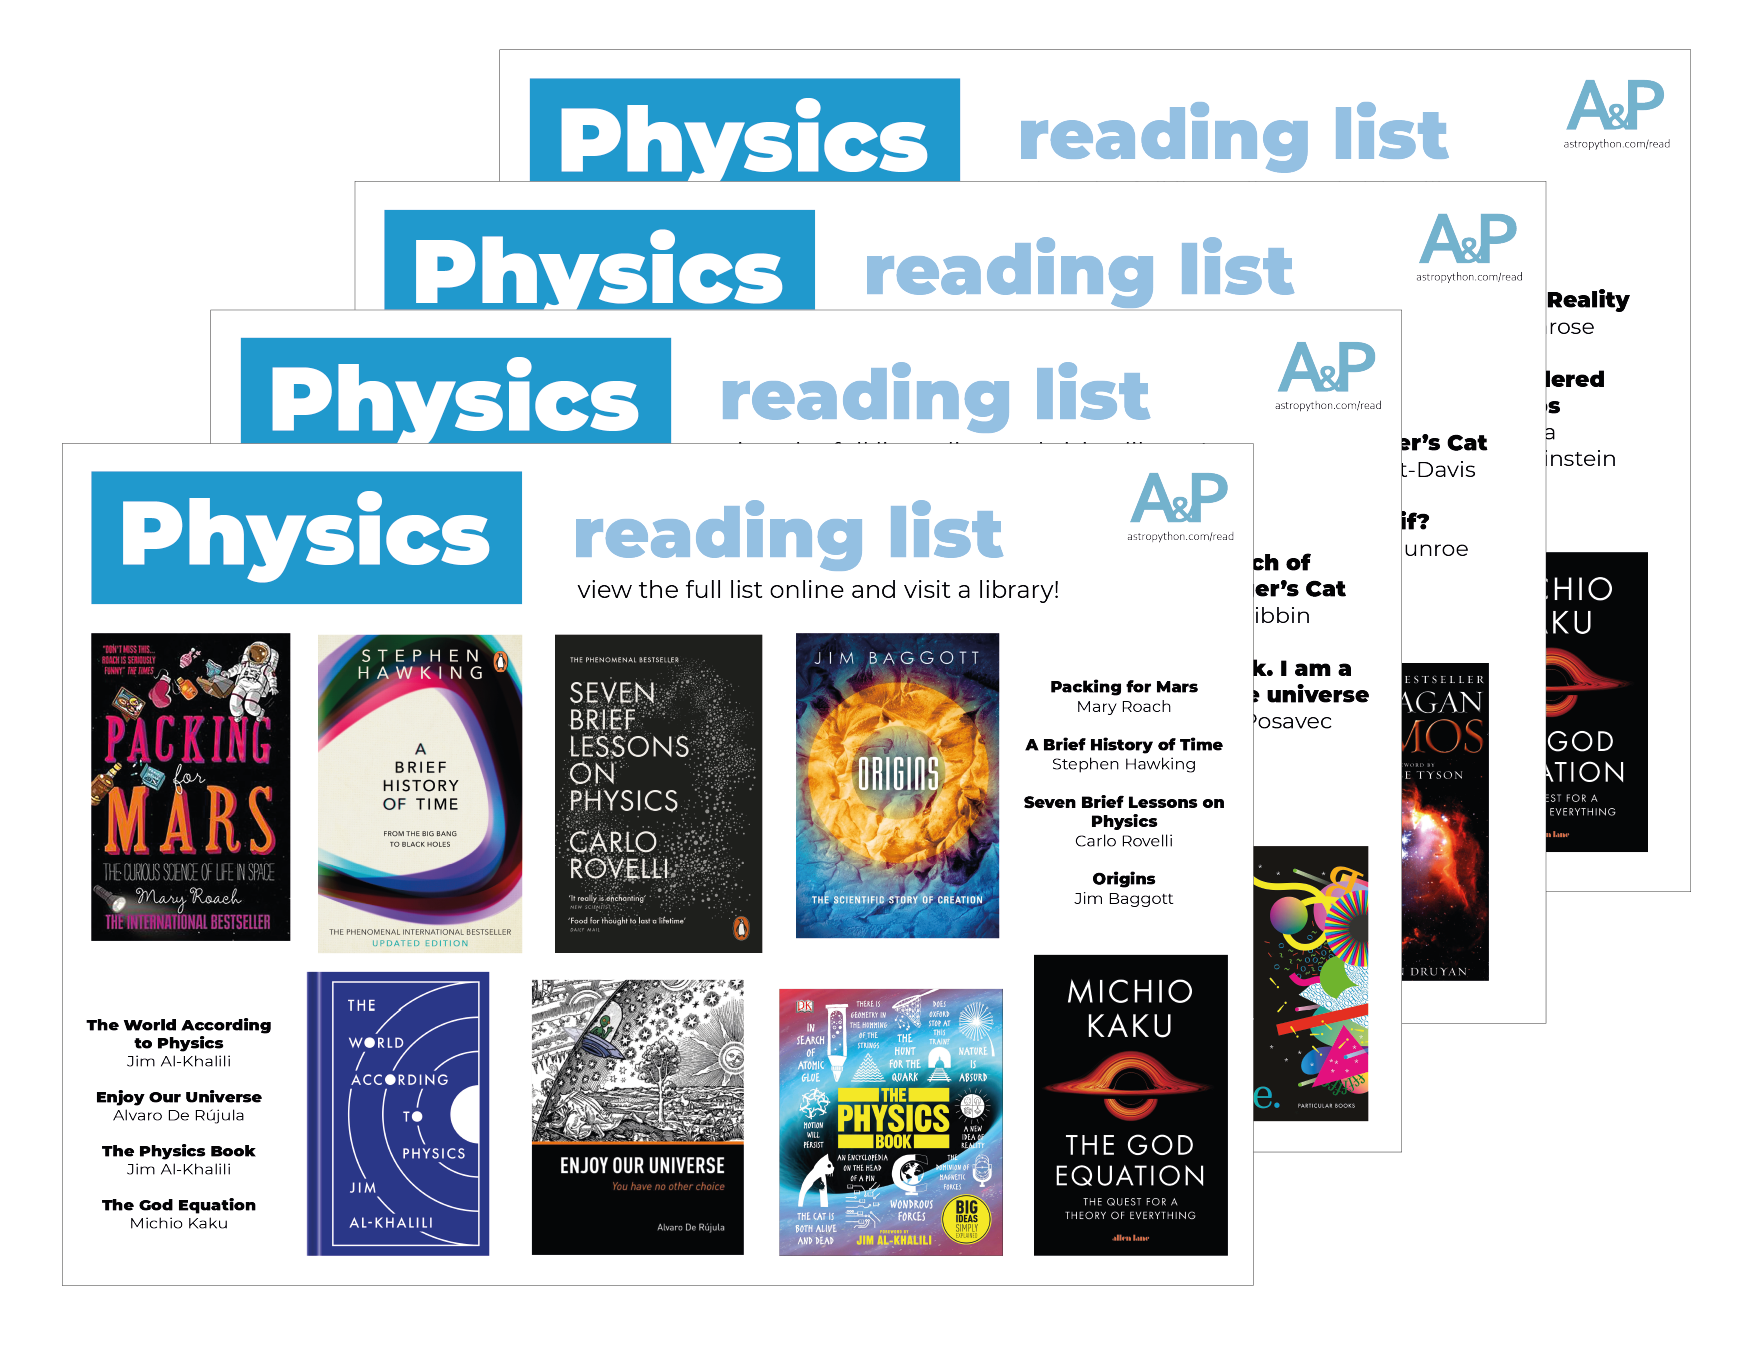 Physics
reading list
A&P
astropython.com/read
Reality
rose
lered
os
a
instein
MICHIO
KAKU
GOD
EQUATION
EST FOR A
EVERYTHING
allen lane
Physics
reading list
A&P
astropython.com/read
er's Cat
t-Davis
if?
unroe
ESTSELLER
AGAN
MOS
WORD BY
E TYSON
N DRUYAN
Physics
reading list
A&P
astropython.com/read
ch of
er's Cat
ibbin
k. I am a
e universe
Posavec
e.
PARTICULAR BOOKS
Physics
reading list
view the full list online and visit a library!
A&P
astropython.com/read
"DON'T MISS THIS...
ROACH IS SERIOUSLY
FUNNY" THE TIMES
PACKING
for
MARS
THE CURIOUS SCIENCE OF LIFE IN SPACE
Mary Roach
THE INTERNATIONAL BESTSELLER
STEPHEN
HAWKING
A
BRIEF
HISTORY
OF TIME
FROM THE BIG BANG
TO BLACK HOLES
THE PHENOMENAL INTERNATIONAL BESTSELLER
UPDATED EDITION
THE PHENOMENAL BESTSELLER
SEVEN
BRIEF
LESSONS
ON
PHYSICS
CARLO
ROVELLI
'It really is enchanting'
NEW SCIENTIST
'Food for thought to last a lifetime'
DAILY MAIL
JIM BAGGOTT
ORIGINS
THE SCIENTIFIC STORY OF CREATION
Packing for Mars
Mary Roach
A Brief History of Time
Stephen Hawking
Seven Brief Lessons on
Physics
Carlo Rovelli
Origins
Jim Baggott
The World According
to Physics
Jim Al-Khalili
Enjoy Our Universe
Alvaro De Rújula
The Physics Book
Jim Al-Khalili
The God Equation
Michio Kaku
THE
WORLD
ACCORDING
TO
PHYSICS
JIM
AL-KHALILI
ENJOY OUR UNIVERSE
You have no other choice
Alvaro De Rújula
DK
IN
SEARCH
OF
ATOMIC
GLUE
THERE IS
GEOMETRY IN
THE HUMMING
OF THE
STRINGS
THE
HUNT
FOR THE
QUARK
DOES
OXFORD
STOP AT
THIS
TRAIN?
NATURE
IS
ABSURD
THE
PHYSICS
BOOK
MOTION
WILL
PERSIST
A NEW
IDEA OF
REALITY
AN ENCYCLOPEDIA
ON THE HEAD
OF A PIN
THE
DOMINION OF
MAGNETIC
FORCES
THE CAT IS
BOTH ALIVE
AND DEAD
WONDROUS
FORCES
BIG
IDEAS
SIMPLY
EXPLAINED
FOREWORD BY
JIM AL-KHALILI
MICHIO
KAKU
THE GOD
EQUATION
THE QUEST FOR A
THEORY OF EVERYTHING
allen lane